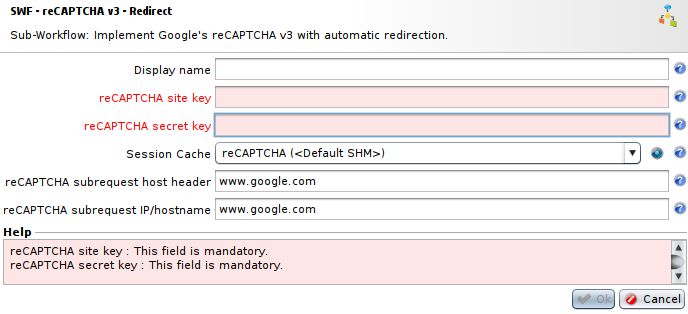 SWF - reCAPTCHA v3 - Redirect
Sub-Workflow: Implement Google's reCAPTCHA v3 with automatic redirection.
Display name
reCAPTCHA site key
reCAPTCHA secret key
Session Cache reCAPTCHA (<Default SHM>)
reCAPTCHA subrequest host header www.google.com
reCAPTCHA subrequest IP/hostname www.google.com
Help
reCAPTCHA site key : This field is mandatory.
reCAPTCHA secret key : This field is mandatory.
Ok Cancel